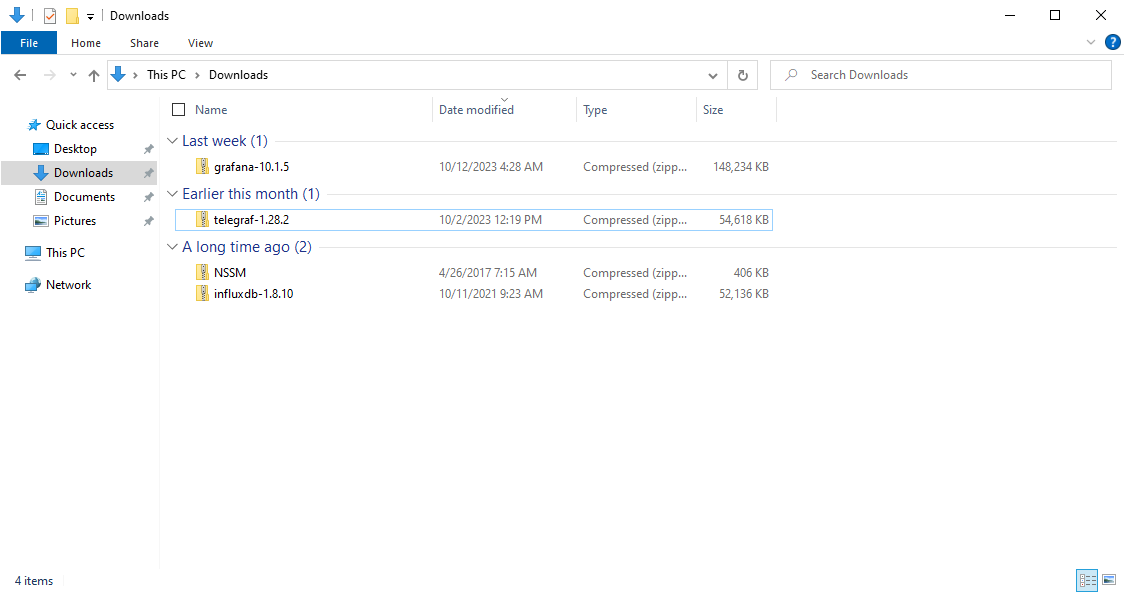 Downloads
File Home Share View
This PC Downloads Search Downloads
Name Date modified Type Size
Quick access
Desktop
Downloads
Documents
Pictures
This PC
Network
Last week (1)
grafana-10.1.5 10/12/2023 4:28 AM Compressed (zipp... 148,234 KB
Earlier this month (1)
telegraf-1.28.2 10/2/2023 12:19 PM Compressed (zipp... 54,618 KB
A long time ago (2)
NSSM 4/26/2017 7:15 AM Compressed (zipp... 406 KB
influxdb-1.8.10 10/11/2021 9:23 AM Compressed (zipp... 52,136 KB
4 items